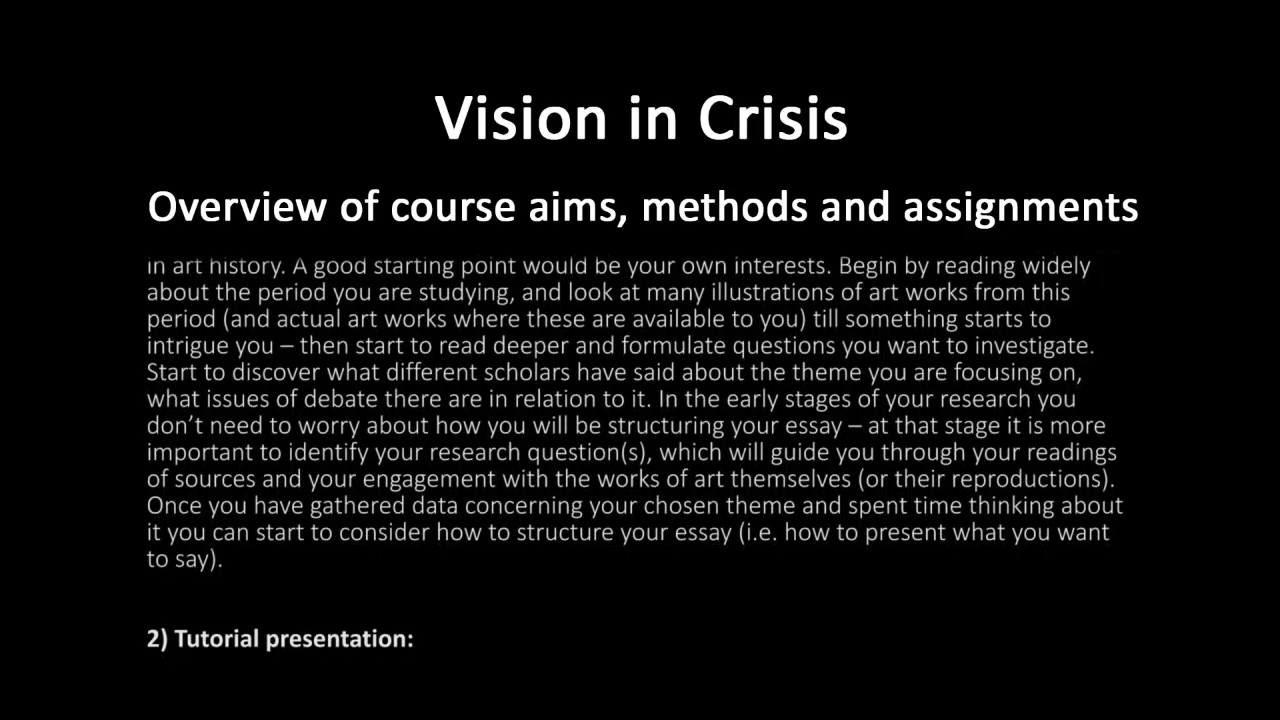 Vision in Crisis
Overview of course aims, methods and assignments
in art history. A good starting point would be your own interests. Begin by reading widely
about the period you are studying, and look at many illustrations of art works from this
period (and actual art works where these are available to you) till something starts to
intrigue you – then start to read deeper and formulate questions you want to investigate.
Start to discover what different scholars have said about the theme you are focusing on,
what issues of debate there are in relation to it. In the early stages of your research you
don’t need to worry about how you will be structuring your essay – at that stage it is more
important to identify your research question(s), which will guide you through your readings
of sources and your engagement with the works of art themselves (or their reproductions).
Once you have gathered data concerning your chosen theme and spent time thinking about
it you can start to consider how to structure your essay (i.e. how to present what you want
to say).
2) Tutorial presentation: